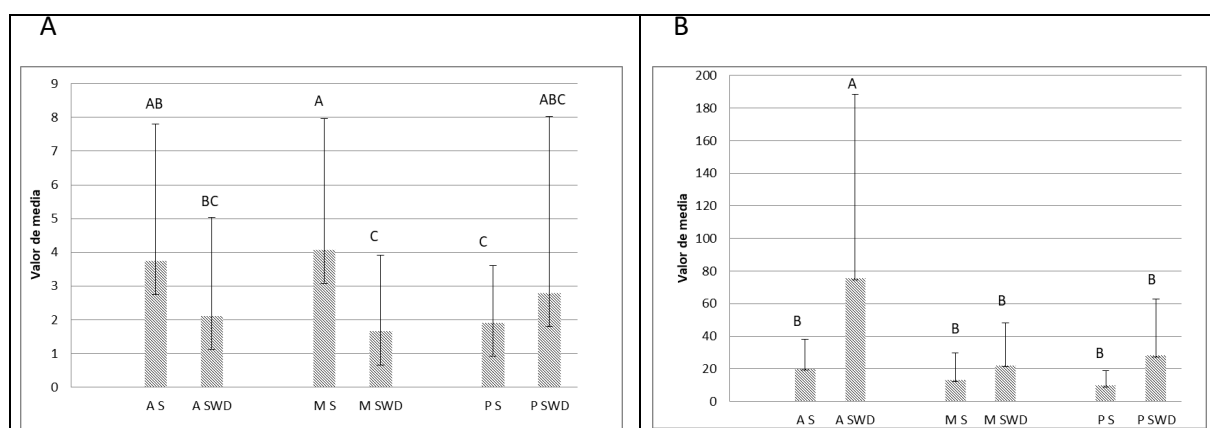 A
Valor de media
9
8
7
6
5
4
3
2
1
0
AB
BC
A
C
C
ABC
A S
A SWD
M S
M SWD
P S
P SWD
B
Valor de media
200
180
160
140
120
100
80
60
40
20
0
B
A
B
B
B
B
A S
A SWD
M S
M SWD
P S
P SWD